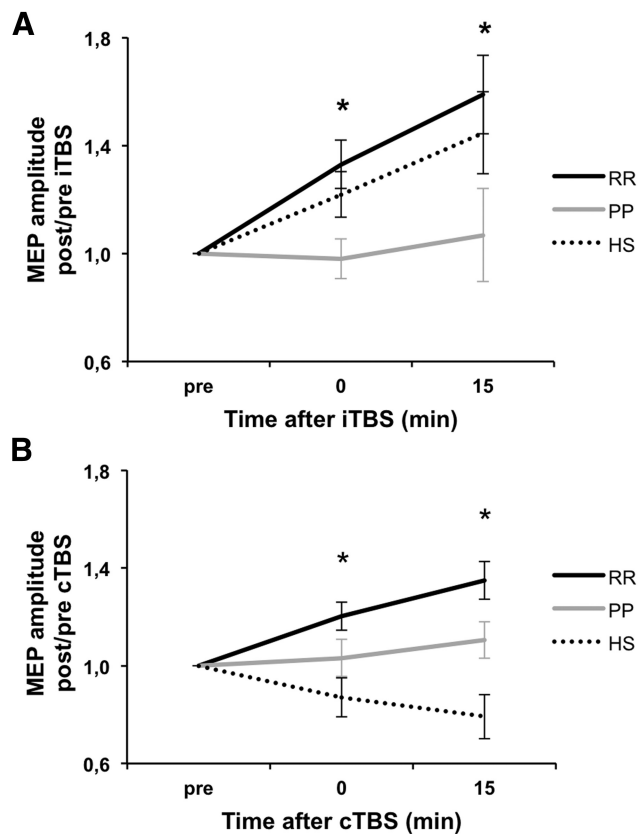 A
1,8
1,4
1,0
0,6
MEP amplitude
post/pre iTBS
*
*
RR
PP
HS
pre
0
15
Time after iTBS (min)
B
1,8
1,4
1,0
0,6
MEP amplitude
post/pre cTBS
*
*
RR
PP
HS
pre
0
15
Time after cTBS (min)